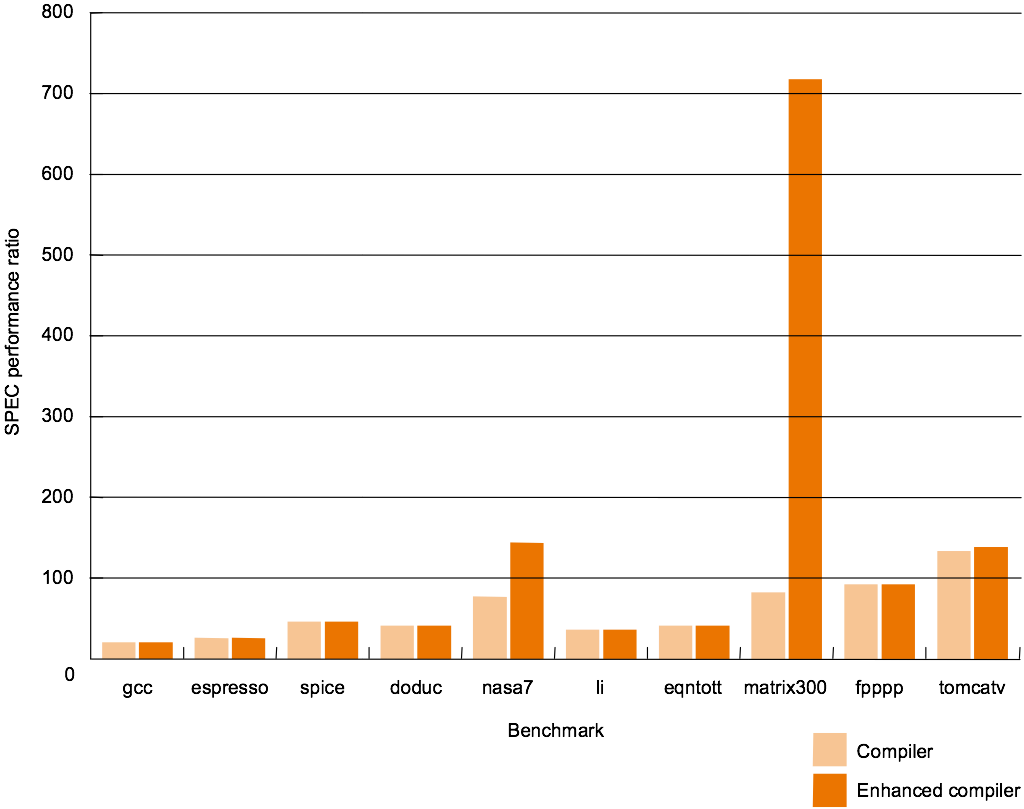 800
700
600
500
400
300
200
100
0
SPEC performance ratio
gcc espresso spice doduc nasa7 li eqntott matrix300 fpppp tomcatv
Benchmark
Compiler
Enhanced compiler